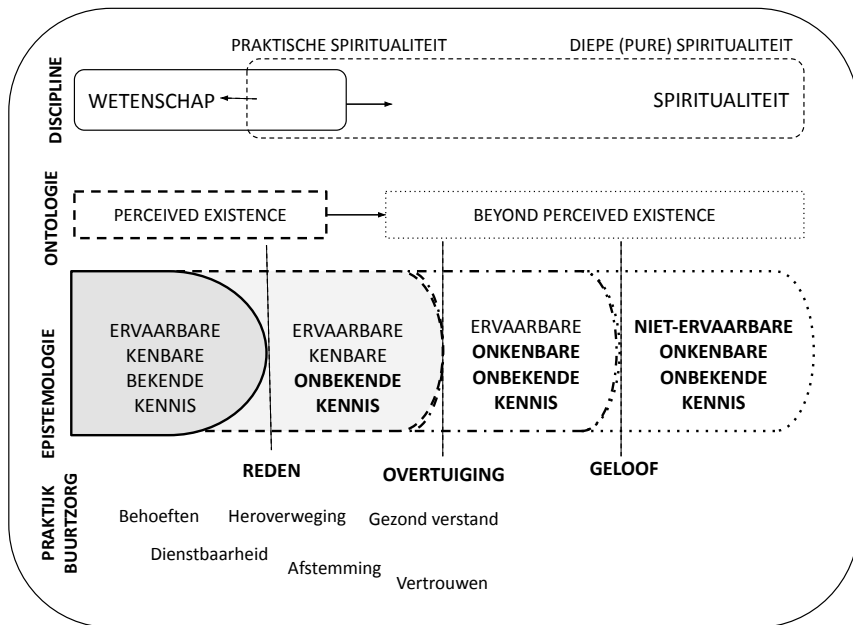 PRAKTISCHE SPIRITUALITEIT
DIEPE (PURE) SPIRITUALITEIT
DISCIPLINE
WETENSCHAP
SPIRITUALITEIT
ONTOLOGIE
PERCEIVED EXISTENCE
BEYOND PERCEIVED EXISTENCE
EPISTEMOLOGIE
ERVAARBARE
KENBARE
BEKENDE
KENNIS
ERVAARBARE
KENBARE
ONBEKENDE
KENNIS
ERVAARBARE
ONKENBARE
ONBEKENDE
KENNIS
NIET-ERVAARBARE
ONKENBARE
ONBEKENDE
KENNIS
REDEN
OVERTUIGING
GELOOF
PRAKTIJK
BUURTZORG
Behoeften
Heroverweging
Gezond verstand
Dienstbaarheid
Afstemming
Vertrouwen